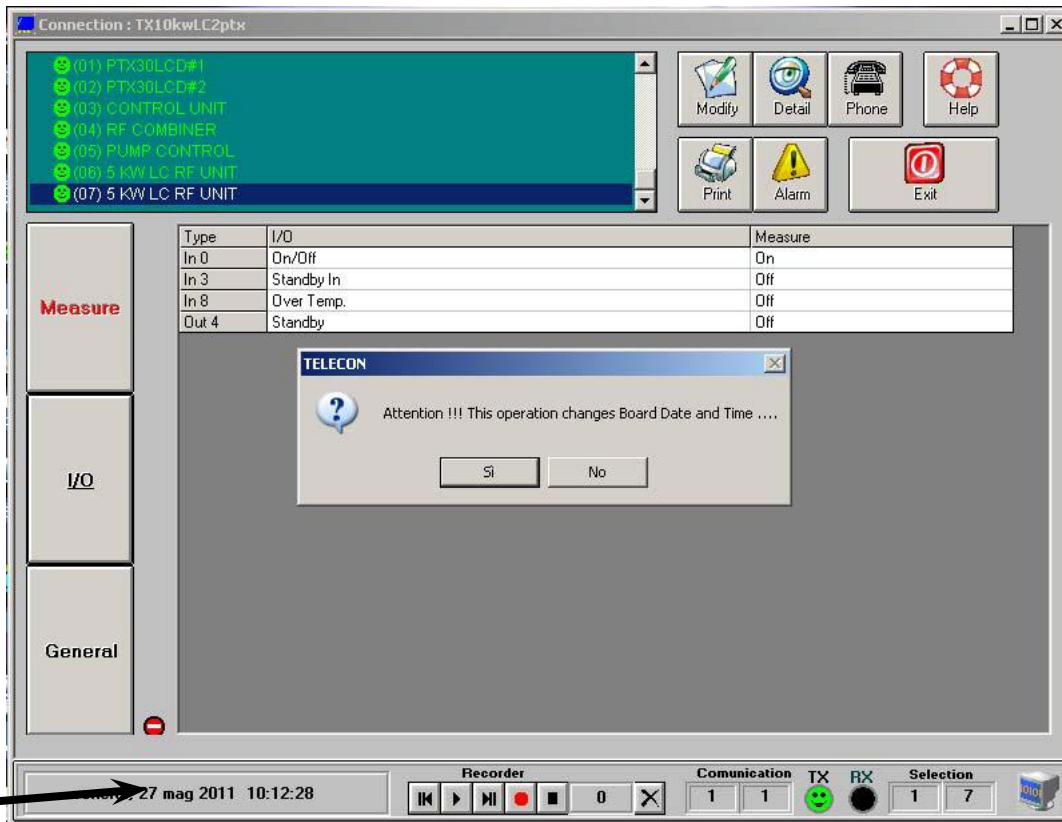 Connection : TX10kwLC2ptx
(01) PTX30LCD#1
(02) PTX30LCD#2
(03) CONTROL UNIT
(04) RF COMBINER
(05) PUMP CONTROL
(06) 5 KW LC RF UNIT
(07) 5 KW LC RF UNIT
Modify Detail Phone Help
Print Alarm Exit
Measure
I/O
General
Type I/O Measure
In 0 On/Off On
In 3 Standby In Off
In 8 Over Temp. Off
Out 4 Standby Off
TELECON
Attention !!! This operation changes Board Date and Time ....
Sì No
27 mag 2011 10:12:28
Recorder
0
Comunication
1 1
TX RX
Selection
1 7